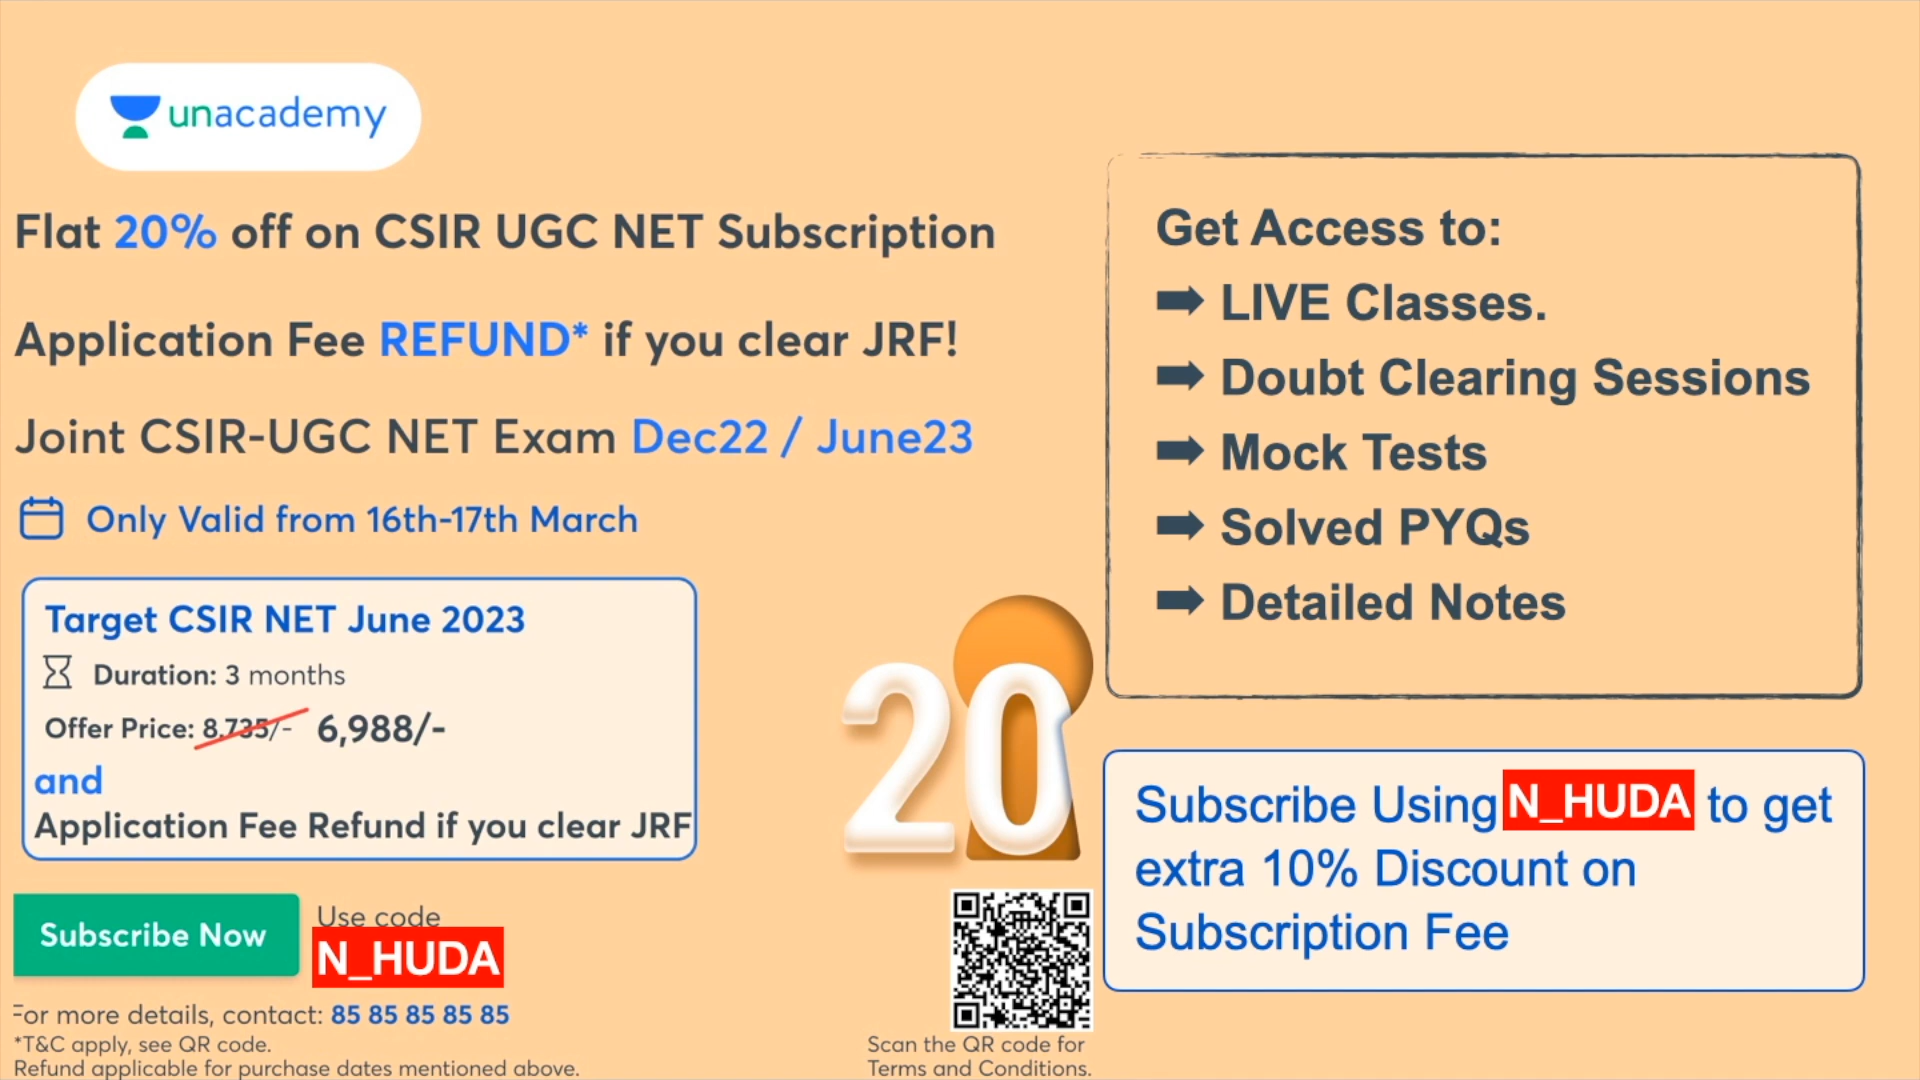 unacademy
Flat 20% off on CSIR UGC NET Subscription
Application Fee REFUND* if you clear JRF!
Joint CSIR-UGC NET Exam Dec22 / June23
Only Valid from 16th-17th March
Target CSIR NET June 2023
Duration: 3 months
Offer Price: 8,735/- 6,988/-
and
Application Fee Refund if you clear JRF
Subscribe Now
Use code
N_HUDA
For more details, contact: 85 85 85 85 85
*T&C apply, see QR code.
Refund applicable for purchase dates mentioned above.
20
Scan the QR code for
Terms and Conditions.
Get Access to:
➡ LIVE Classes.
➡ Doubt Clearing Sessions
➡ Mock Tests
➡ Solved PYQs
➡ Detailed Notes
Subscribe Using N_HUDA to get
extra 10% Discount on
Subscription Fee